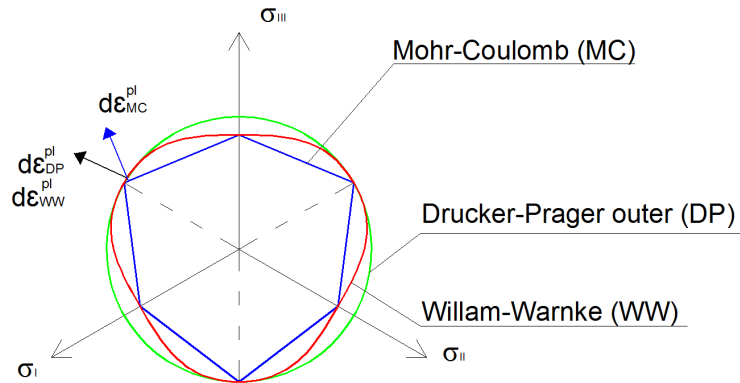 σIII
Mohr-Coulomb (MC)
dεplMC
dεplDP
dεplWW
Drucker-Prager outer (DP)
Willam-Warnke (WW)
σI
σII